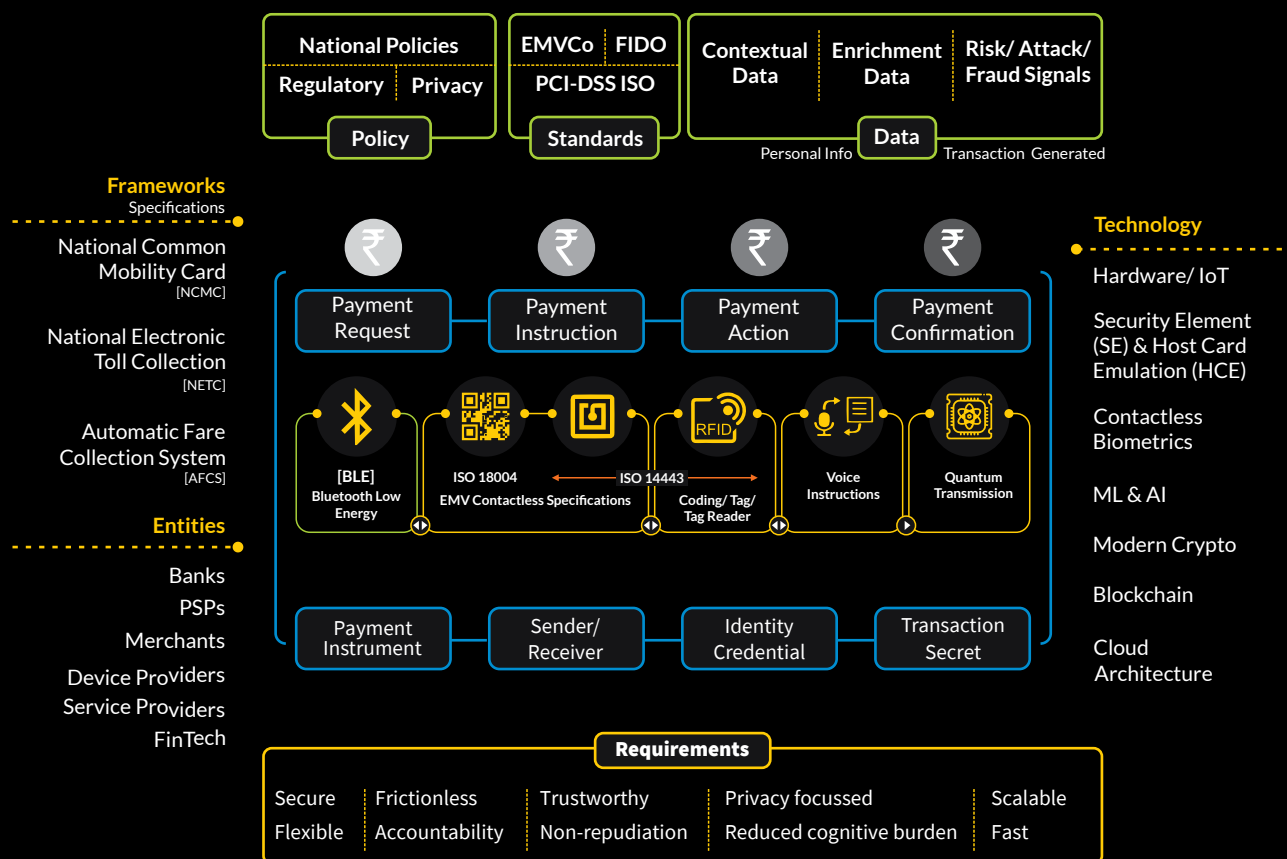 National Policies
Regulatory
Privacy
Policy
EMVCo
FIDO
PCI-DSS ISO
Standards
Contextual
Data
Enrichment
Data
Risk/ Attack/
Fraud Signals
Personal Info
Data
Transaction Generated
Frameworks
Specifications
National Common
Mobility Card
[NCMC]
National Electronic
Toll Collection
[NETC]
Automatic Fare
Collection System
[AFCS]
Entities
Banks
PSPs
Merchants
Device Providers
Service Providers
FinTech
₹
₹
₹
₹
Payment
Request
Payment
Instruction
Payment
Action
Payment
Confirmation
RFID
[BLE]
Bluetooth Low
Energy
ISO 18004
ISO 14443
EMV Contactless Specifications
Coding/ Tag/
Tag Reader
Voice
Instructions
Quantum
Transmission
Payment
Instrument
Sender/
Receiver
Identity
Credential
Transaction
Secret
Technology
Hardware/ IoT
Security Element
(SE) & Host Card
Emulation (HCE)
Contactless
Biometrics
ML & AI
Modern Crypto
Blockchain
Cloud
Architecture
Requirements
Secure
Frictionless
Trustworthy
Privacy focussed
Scalable
Flexible
Accountability
Non-repudiation
Reduced cognitive burden
Fast